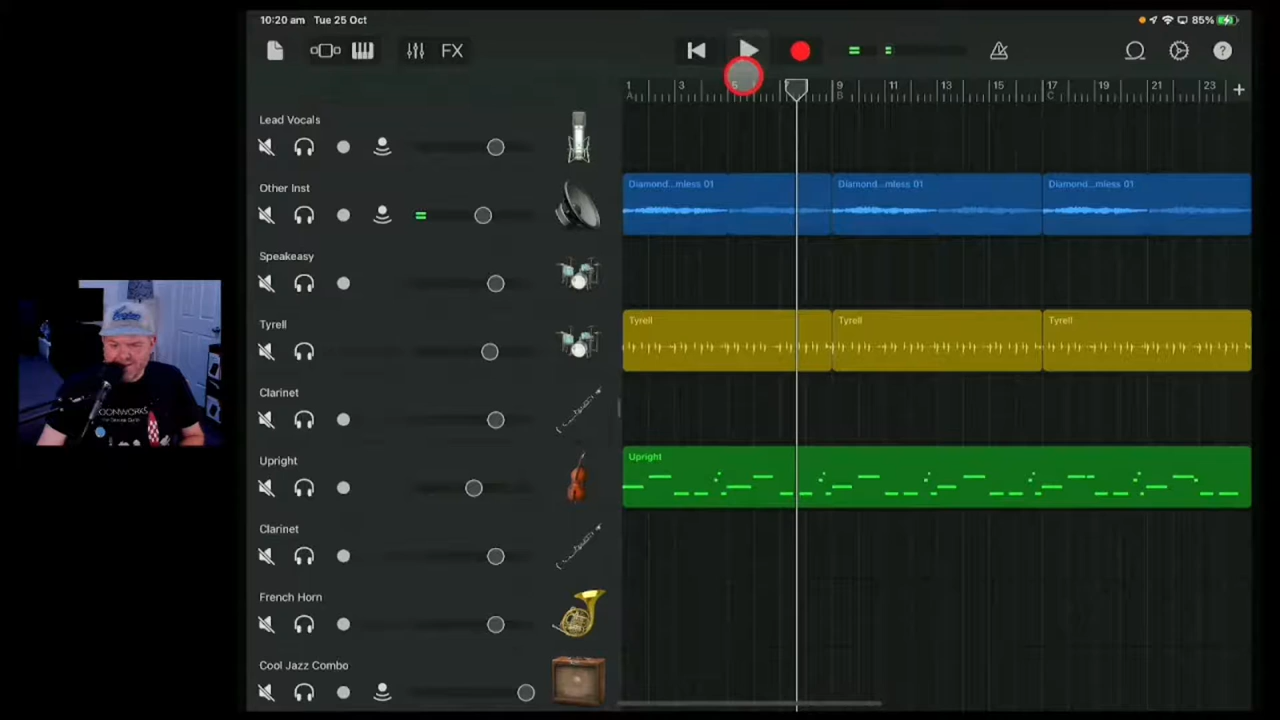 10:20 am Tue 25 Oct
85%
FX
?
1 3 5 7 9 11 13 15 17 19 21 23 +
A B C
Lead Vocals
Other Inst
Diamond...mless 01 Diamond...mless 01 Diamond...mless 01
Speakeasy
Tyrell
Tyrell Tyrell Tyrell
Clarinet
Upright
Upright
Clarinet
French Horn
Cool Jazz Combo